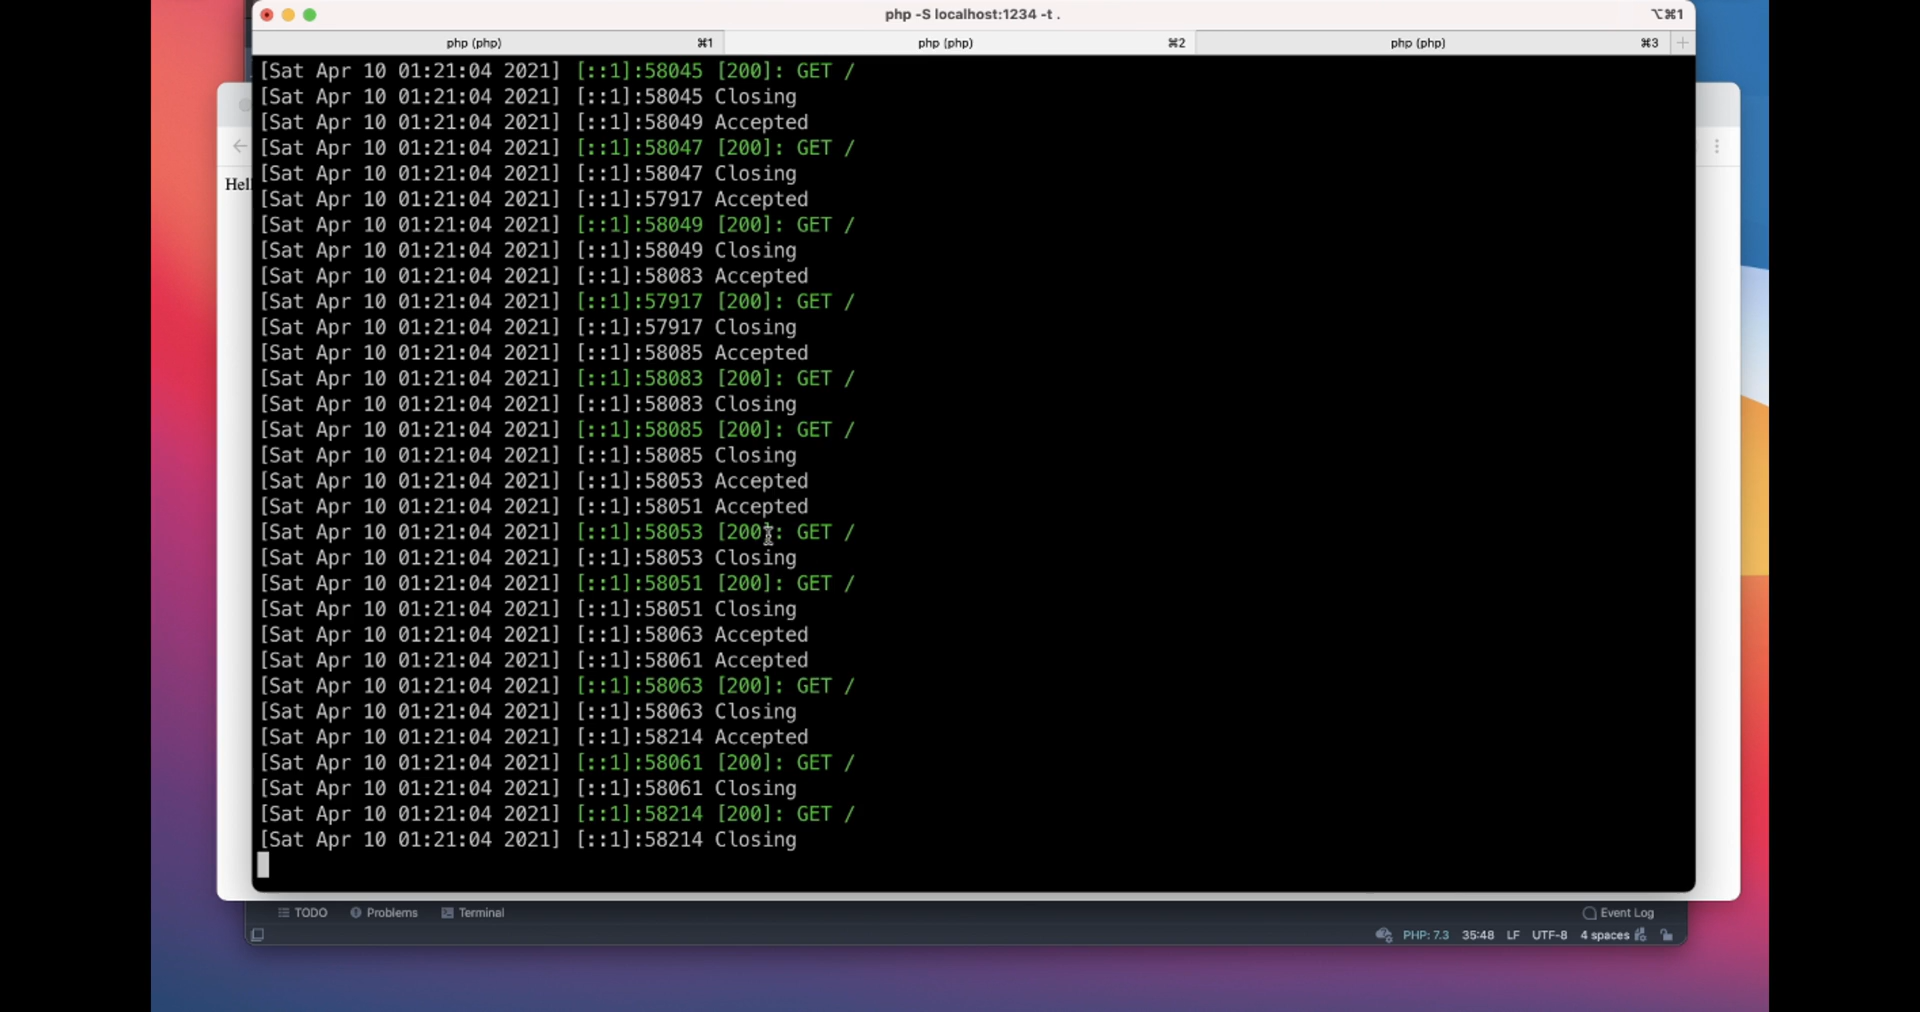 php -S localhost:1234 -t .
⌥⌘1
php (php) ⌘1 php (php) ⌘2 php (php) ⌘3
[Sat Apr 10 01:21:04 2021] [::1]:58045 [200]: GET /
[Sat Apr 10 01:21:04 2021] [::1]:58045 Closing
[Sat Apr 10 01:21:04 2021] [::1]:58049 Accepted
[Sat Apr 10 01:21:04 2021] [::1]:58047 [200]: GET /
[Sat Apr 10 01:21:04 2021] [::1]:58047 Closing
[Sat Apr 10 01:21:04 2021] [::1]:57917 Accepted
[Sat Apr 10 01:21:04 2021] [::1]:58049 [200]: GET /
[Sat Apr 10 01:21:04 2021] [::1]:58049 Closing
[Sat Apr 10 01:21:04 2021] [::1]:58083 Accepted
[Sat Apr 10 01:21:04 2021] [::1]:57917 [200]: GET /
[Sat Apr 10 01:21:04 2021] [::1]:57917 Closing
[Sat Apr 10 01:21:04 2021] [::1]:58085 Accepted
[Sat Apr 10 01:21:04 2021] [::1]:58083 [200]: GET /
[Sat Apr 10 01:21:04 2021] [::1]:58083 Closing
[Sat Apr 10 01:21:04 2021] [::1]:58085 [200]: GET /
[Sat Apr 10 01:21:04 2021] [::1]:58085 Closing
[Sat Apr 10 01:21:04 2021] [::1]:58053 Accepted
[Sat Apr 10 01:21:04 2021] [::1]:58051 Accepted
[Sat Apr 10 01:21:04 2021] [::1]:58053 [200]: GET /
[Sat Apr 10 01:21:04 2021] [::1]:58053 Closing
[Sat Apr 10 01:21:04 2021] [::1]:58051 [200]: GET /
[Sat Apr 10 01:21:04 2021] [::1]:58051 Closing
[Sat Apr 10 01:21:04 2021] [::1]:58063 Accepted
[Sat Apr 10 01:21:04 2021] [::1]:58061 Accepted
[Sat Apr 10 01:21:04 2021] [::1]:58063 [200]: GET /
[Sat Apr 10 01:21:04 2021] [::1]:58063 Closing
[Sat Apr 10 01:21:04 2021] [::1]:58214 Accepted
[Sat Apr 10 01:21:04 2021] [::1]:58061 [200]: GET /
[Sat Apr 10 01:21:04 2021] [::1]:58061 Closing
[Sat Apr 10 01:21:04 2021] [::1]:58214 [200]: GET /
[Sat Apr 10 01:21:04 2021] [::1]:58214 Closing
TODO Problems Terminal Event Log
PHP: 7.3 35:48 LF UTF-8 4 spaces